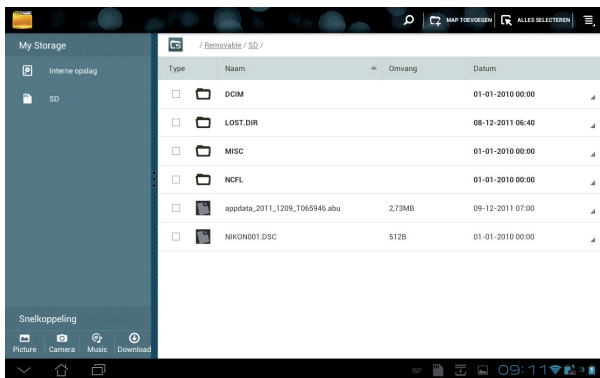 MAP TOEVOEGEN ALLES SELECTEREN
My Storage
/ Removable / SD /
Interne opslag
SD
Type Naam Omvang Datum
DCIM 01-01-2010 00:00
LOST.DIR 08-12-2011 06:40
MISC 01-01-2010 00:00
NCFL 01-01-2010 00:00
appdata_2011_1209_T065946.abu 2,73MB 09-12-2011 07:00
NIKON001.DSC 512B 01-01-2010 00:00
Snelkoppeling
Picture Camera Music Download
09:11